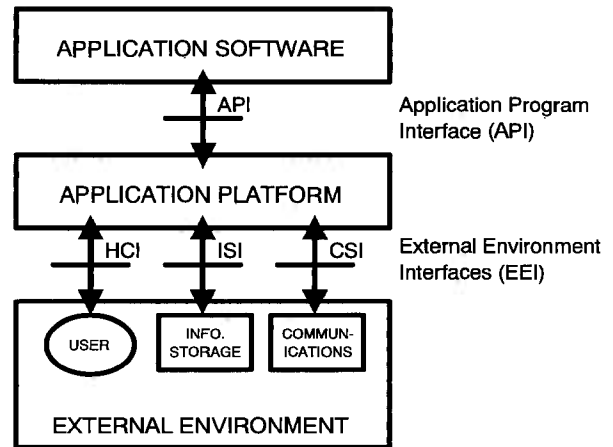 APPLICATION SOFTWARE
API
Application Program
Interface (API)
APPLICATION PLATFORM
HCI
ISI
CSI
External Environment
Interfaces (EEI)
USER
INFO.
STORAGE
COMMUN-
ICATIONS
EXTERNAL ENVIRONMENT